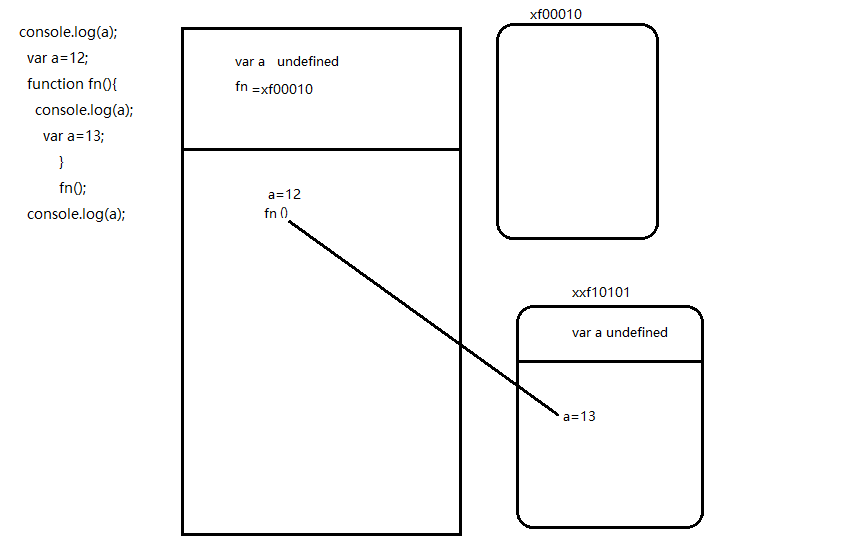 console.log(a);
var a=12;
function fn(){
console.log(a);
var a=13;
}
fn();
console.log(a);
var a undefined
fn =xf00010
a=12
fn ()
xf00010
xxf10101
var a undefined
a=13